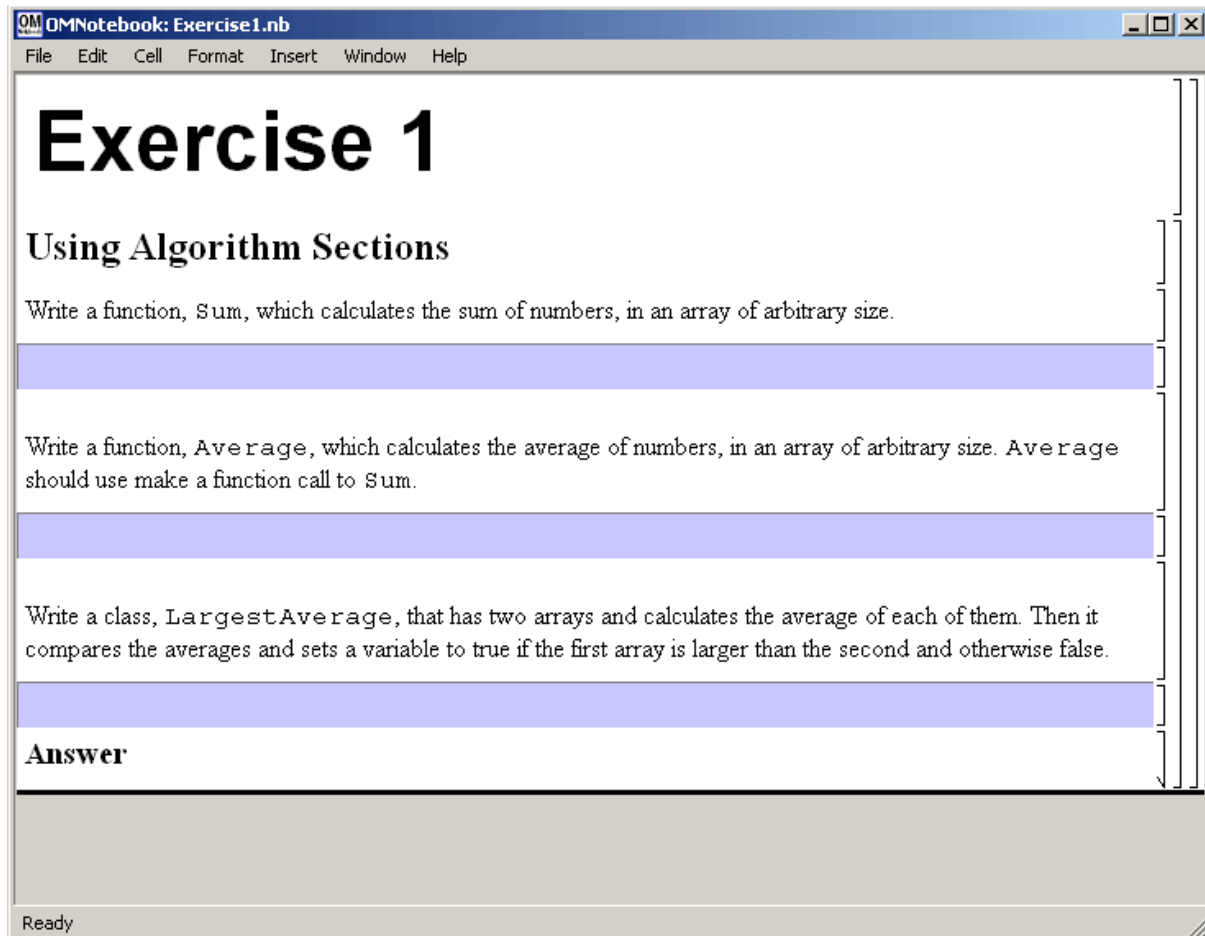 OMNotebook: Exercise1.nb
File Edit Cell Format Insert Window Help
Exercise 1
Using Algorithm Sections
Write a function, Sum, which calculates the sum of numbers, in an array of arbitrary size.
Write a function, Average, which calculates the average of numbers, in an array of arbitrary size. Average
should use make a function call to Sum.
Write a class, LargestAverage, that has two arrays and calculates the average of each of them. Then it
compares the averages and sets a variable to true if the first array is larger than the second and otherwise false.
Answer
Ready